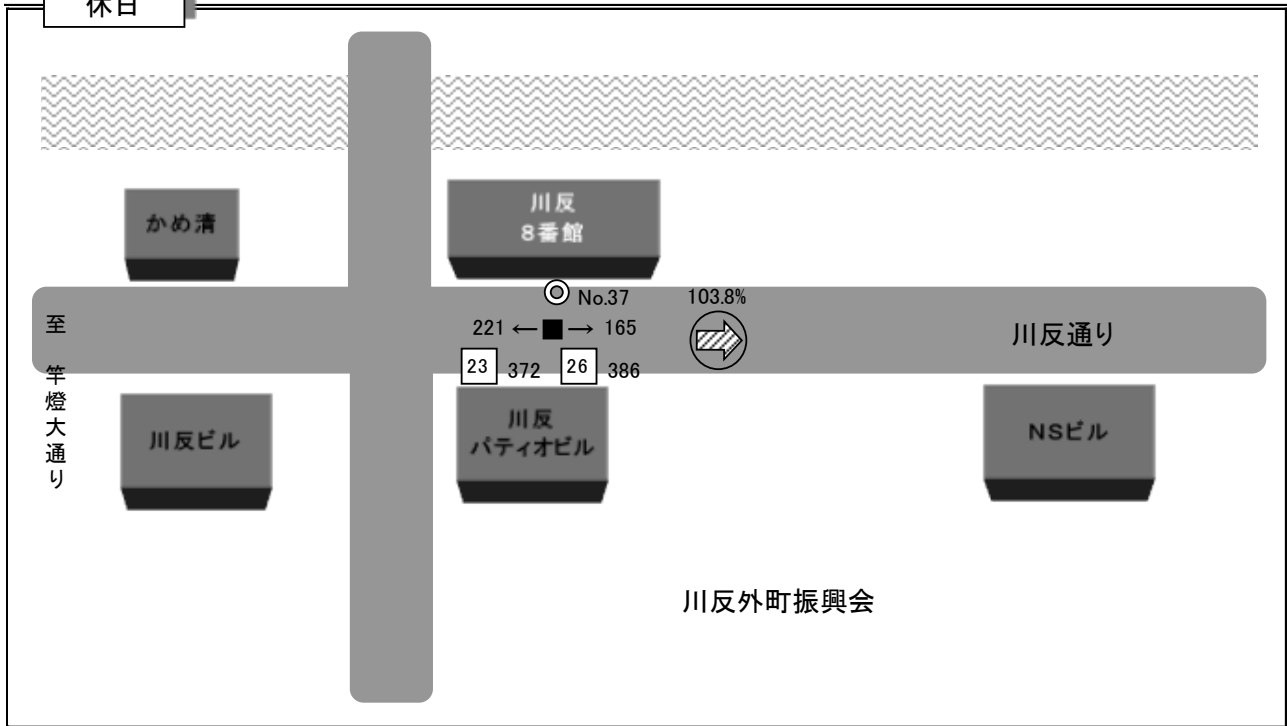 休日
かめ清
川反
8番館
No.37
103.8%
至 竿燈大通り
221 ← ■ → 165
川反通り
23 372 26 386
川反ビル
川反
パティオビル
NSビル
川反外町振興会